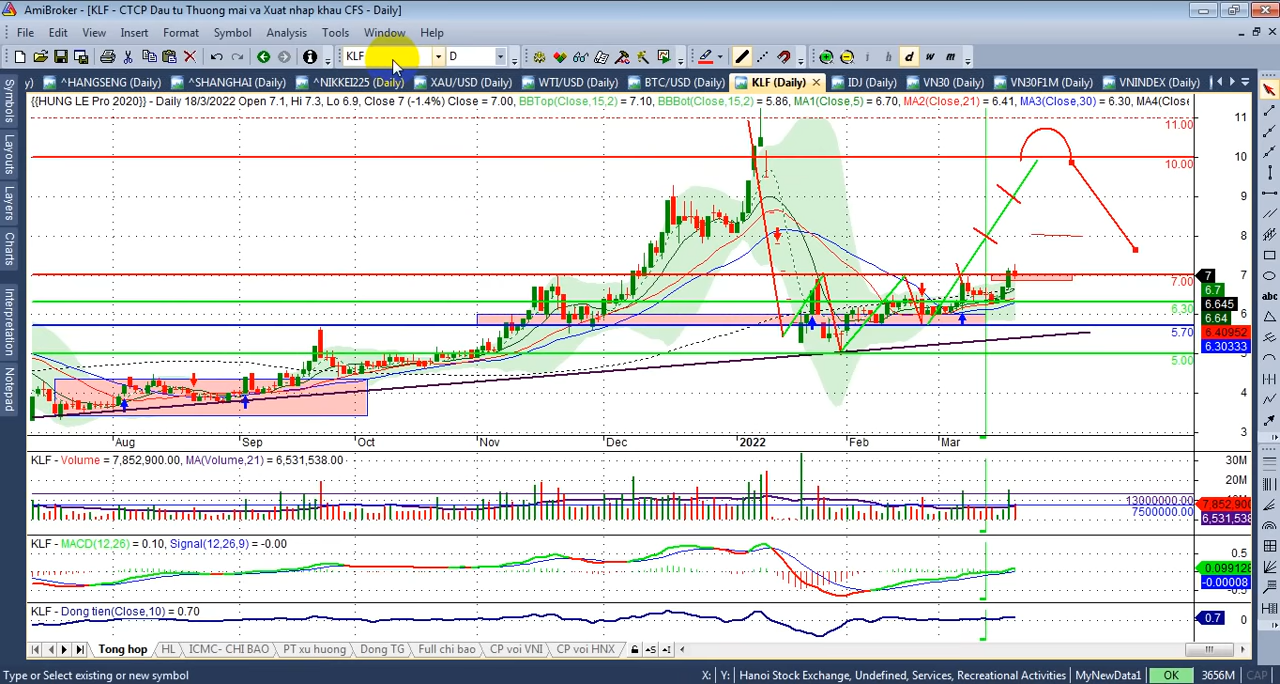 AmiBroker - [KLF - CTCP Dau tu Thuong mai va Xuat nhap khau CFS - Daily]
File Edit View Insert Format Symbol Analysis Tools Window Help
KLF D i h d w m
^HANGSENG (Daily) ^SHANGHAI (Daily) ^NIKKEI225 (Daily) XAU/USD (Daily) WTI/USD (Daily) BTC/USD (Daily) KLF (Daily) IDJ (Daily) VN30 (Daily) VN30F1M (Daily) VNINDEX (Daily)
{{HUNG LE Pro 2020}} - Daily 18/3/2022 Open 7.1, Hi 7.3, Lo 6.9, Close 7 (-1.4%) Close = 7.00, BBTop(Close,15,2) = 7.10, BBBot(Close,15,2) = 5.86, MA1(Close,5) = 6.70, MA2(Close,21) = 6.41, MA3(Close,30) = 6.30, MA4(Close
Symbols
Layouts
Layers
Charts
Interpretation
Notepad
abc
11
11.00
10
10.00
9
8
7
7
7.00
6.7
6.30
6.645
6
6.64
5.70
6.40952
6.30333
5
5.00
4
3
Aug Sep Oct Nov Dec 2022 Feb Mar
KLF - Volume = 7,852,900.00, MA(Volume,21) = 6,531,538.00
30M
20M
13000000.00
7,852,900
7500000.00
6,531,538
KLF - MACD(12,26) = 0.10, Signal(12,26,9) = -0.00
0.5
0.099128
-0.00008
-0.5
KLF - Dong tien(Close,10) = 0.70
0.7
0
Tong hop HL ICMC- CHI BAO PT xu huong Dong TG Full chi bao CP voi VNI CP voi HNX
Type or Select existing or new symbol X: Y: Hanoi Stock Exchange, Undefined, Services, Recreational Activities MyNewData1 OK 3656M CAP